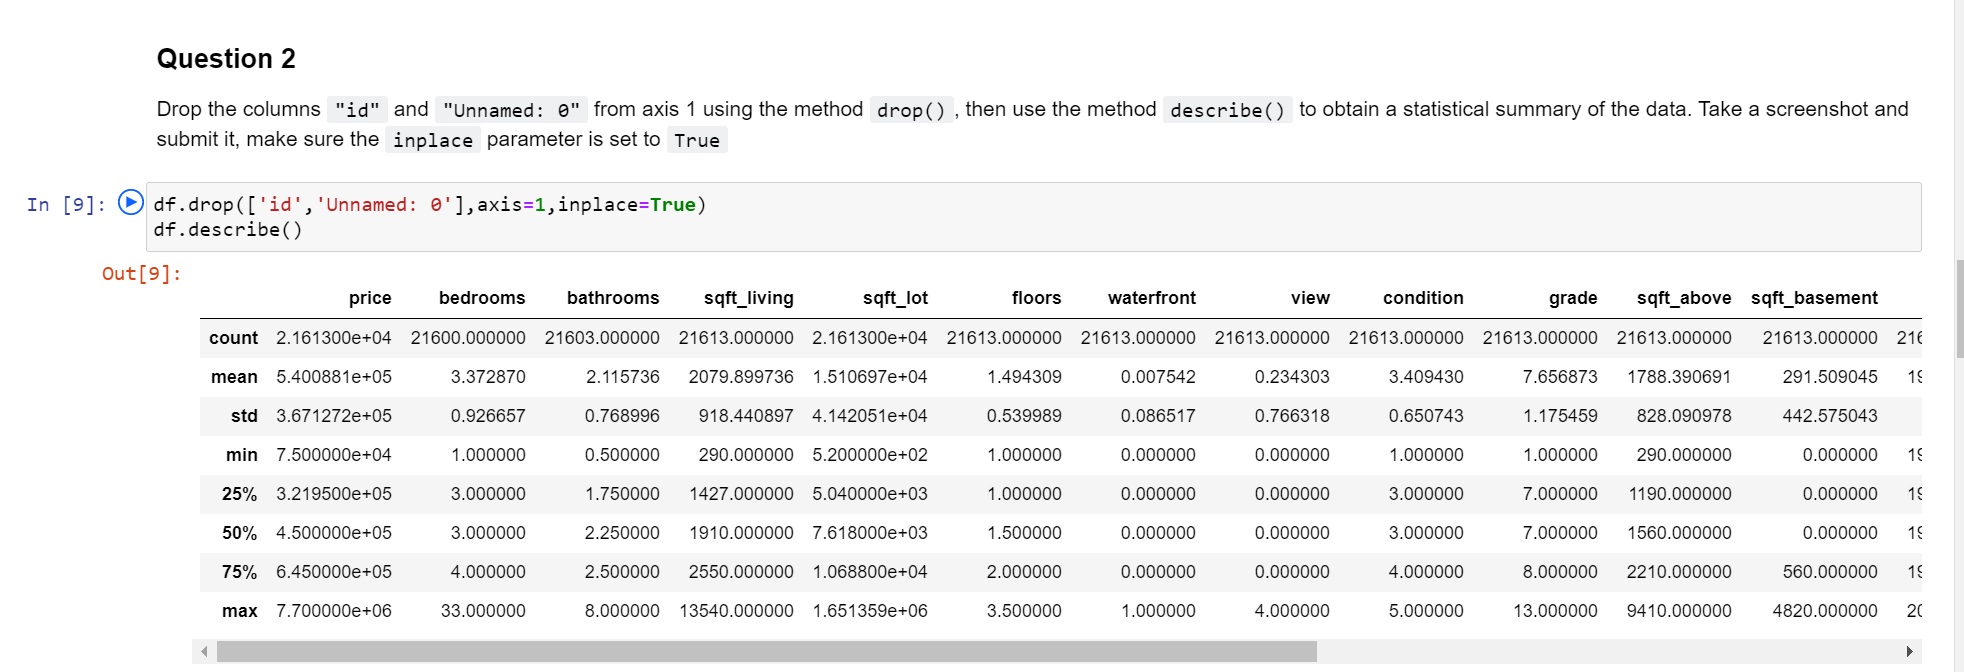 Question 2
Drop the columns "id" and "Unnamed: 0" from axis 1 using the method drop(), then use the method describe() to obtain a statistical summary of the data. Take a screenshot and
submit it, make sure the inplace parameter is set to True
In [9]: df.drop(['id','Unnamed: 0'],axis=1,inplace=True)
df.describe()
Out[9]:
price bedrooms bathrooms sqft_living sqft_lot floors waterfront view condition grade sqft_above sqft_basement
count 2.161300e+04 21600.000000 21603.000000 21613.000000 2.161300e+04 21613.000000 21613.000000 21613.000000 21613.000000 21613.000000 21613.000000 21613.000000 216
mean 5.400881e+05 3.372870 2.115736 2079.899736 1.510697e+04 1.494309 0.007542 0.234303 3.409430 7.656873 1788.390691 291.509045 19
std 3.671272e+05 0.926657 0.768996 918.440897 4.142051e+04 0.539989 0.086517 0.766318 0.650743 1.175459 828.090978 442.575043
min 7.500000e+04 1.000000 0.500000 290.000000 5.200000e+02 1.000000 0.000000 0.000000 1.000000 1.000000 290.000000 0.000000 19
25% 3.219500e+05 3.000000 1.750000 1427.000000 5.040000e+03 1.000000 0.000000 0.000000 3.000000 7.000000 1190.000000 0.000000 19
50% 4.500000e+05 3.000000 2.250000 1910.000000 7.618000e+03 1.500000 0.000000 0.000000 3.000000 7.000000 1560.000000 0.000000 19
75% 6.450000e+05 4.000000 2.500000 2550.000000 1.068800e+04 2.000000 0.000000 0.000000 4.000000 8.000000 2210.000000 560.000000 19
max 7.700000e+06 33.000000 8.000000 13540.000000 1.651359e+06 3.500000 1.000000 4.000000 5.000000 13.000000 9410.000000 4820.000000 20